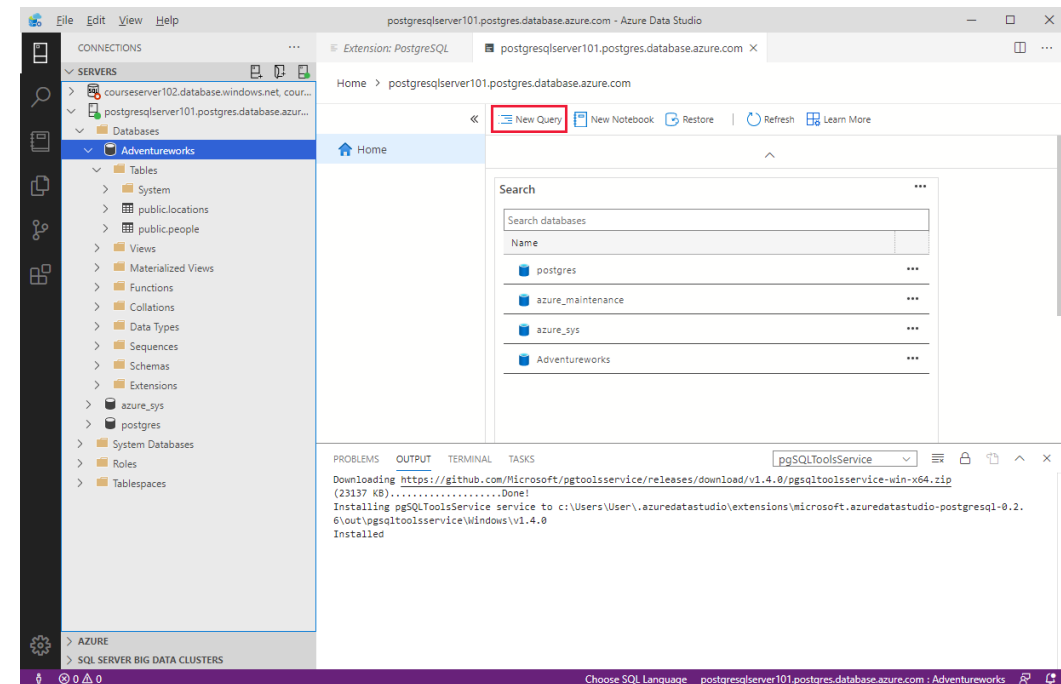 File Edit View Help
postgresqlserver101.postgres.database.azure.com - Azure Data Studio
CONNECTIONS
SERVERS
courseserver102.database.windows.net, cour...
postgresqlserver101.postgres.database.azur...
Databases
Adventureworks
Tables
System
public.locations
public.people
Views
Materialized Views
Functions
Collations
Data Types
Sequences
Schemas
Extensions
azure_sys
postgres
System Databases
Roles
Tablespaces
AZURE
SQL SERVER BIG DATA CLUSTERS
Extension: PostgreSQL
postgresqlserver101.postgres.database.azure.com
Home > postgresqlserver101.postgres.database.azure.com
New Query New Notebook Restore Refresh Learn More
Home
Search
Search databases
Name
postgres
azure_maintenance
azure_sys
Adventureworks
PROBLEMS OUTPUT TERMINAL TASKS
pgSQLToolsService
Downloading https://github.com/Microsoft/pgtoolsservice/releases/download/v1.4.0/pgsqltoolsservice-win-x64.zip
(23137 KB)....................Done!
Installing pgSQLToolsService service to c:\Users\User\.azuredatastudio\extensions\microsoft.azuredatastudio-postgresql-0.2.
6\out\pgsqltoolsservice\Windows\v1.4.0
Installed
0 0
Choose SQL Language postgresqlserver101.postgres.database.azure.com : Adventureworks